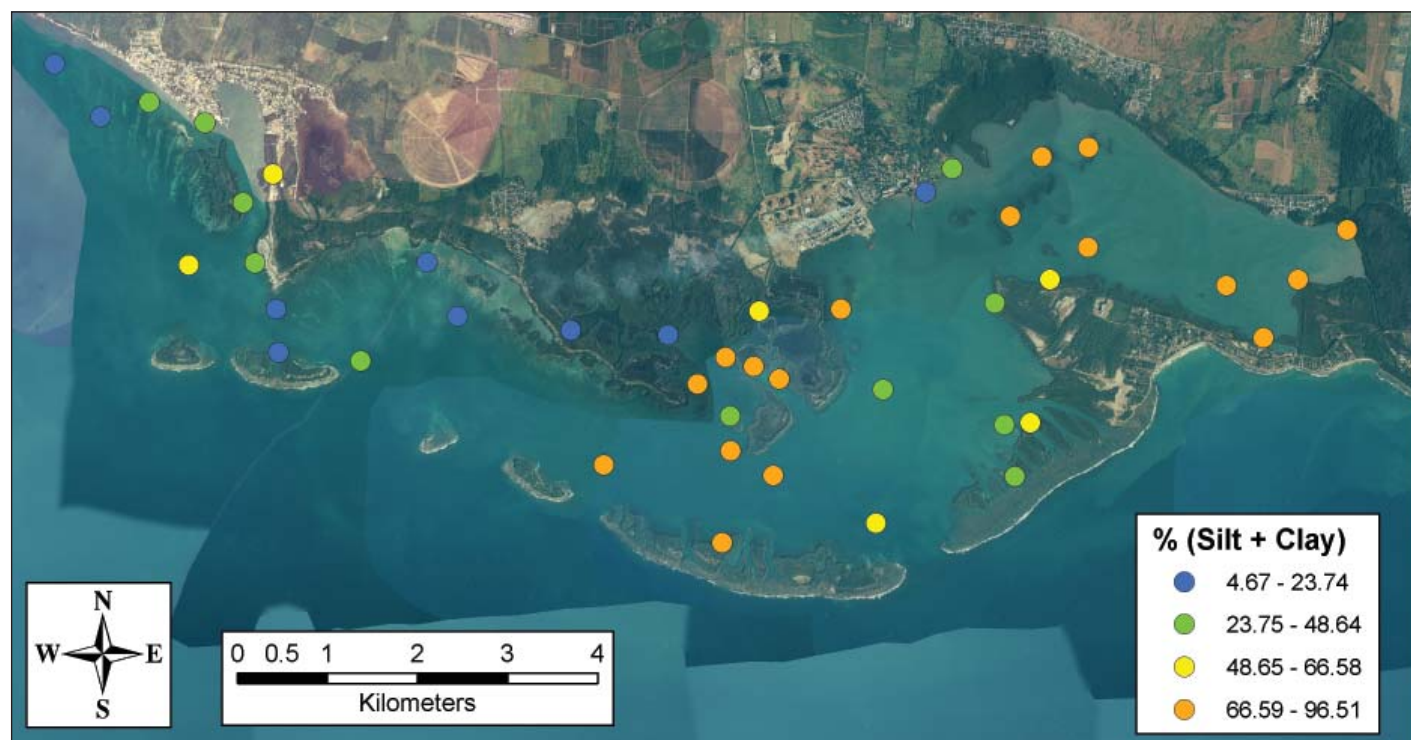 N
W E
S
0 0.5 1 2 3 4
Kilometers
% (Silt + Clay)
4.67 - 23.74
23.75 - 48.64
48.65 - 66.58
66.59 - 96.51